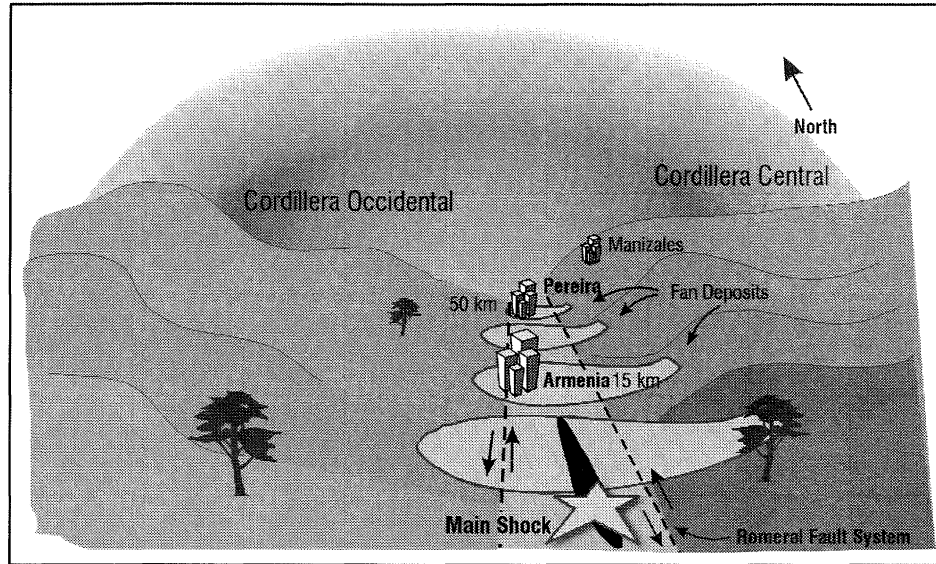 North
Cordillera Central
Cordillera Occidental
Manizales
Pereira
50 km
Fan Deposits
Armenia 15 km
Main Shock
Romeral Fault System